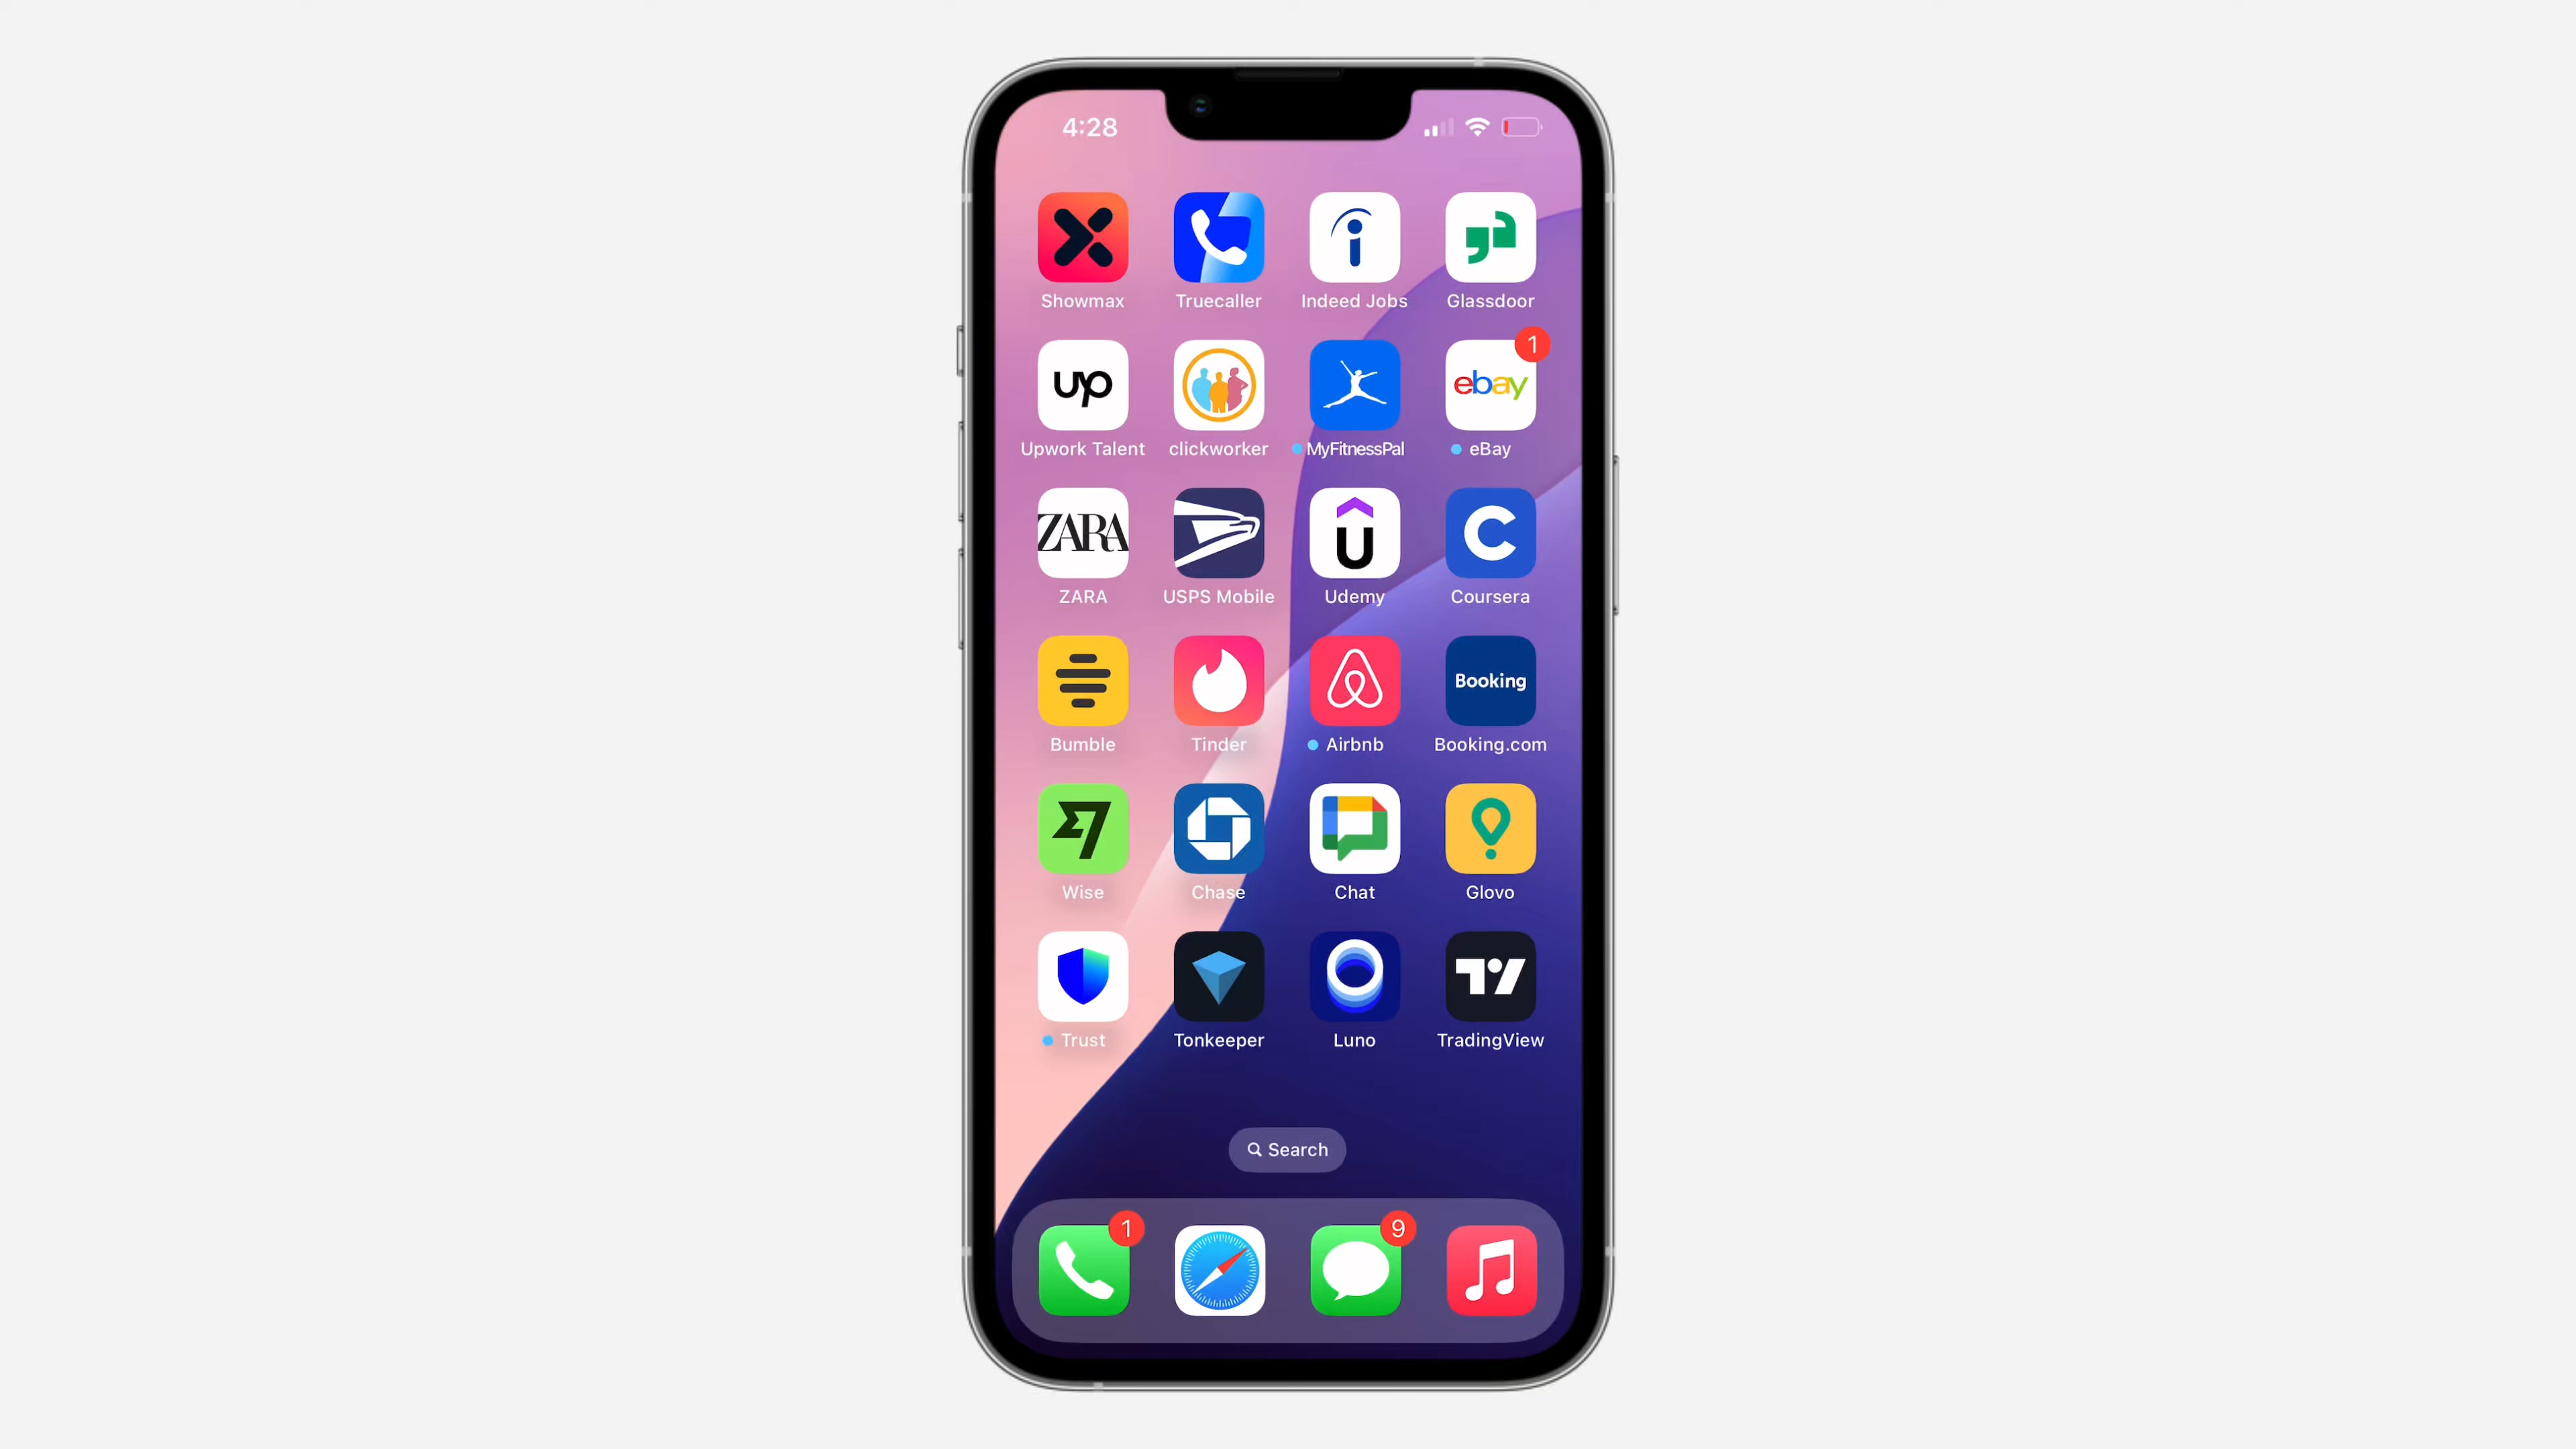 4:28
Showmax Truecaller Indeed Jobs Glassdoor
up ebay 1
Upwork Talent clickworker MyFitnessPal eBay
ZARA
ZARA USPS Mobile Udemy Coursera
Booking
Bumble Tinder Airbnb Booking.com
Wise Chase Chat Glovo
Trust Tonkeeper Luno TradingView
Search
1 9